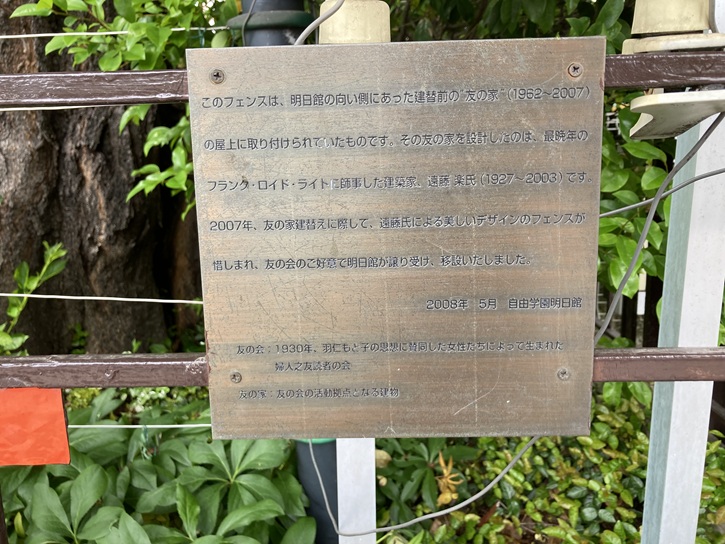 このフェンスは、明日館の向い側にあった建替前の"友の家"(1962〜2007)
の屋上に取り付けられていたものです。その友の家を設計したのは、最晩年の
フランク・ロイド・ライトに師事した建築家、遠藤 楽氏(1927〜2003)です。
2007年、友の家建替えに際して、遠藤氏による美しいデザインのフェンスが
惜しまれ、友の会のご好意で明日館が譲り受け、移設いたしました。
2008年 5月 自由学園明日館
友の会:1930年、羽仁もと子の思想に賛同した女性たちによって生まれた
婦人之友読者の会
友の家:友の会の活動拠点となる建物